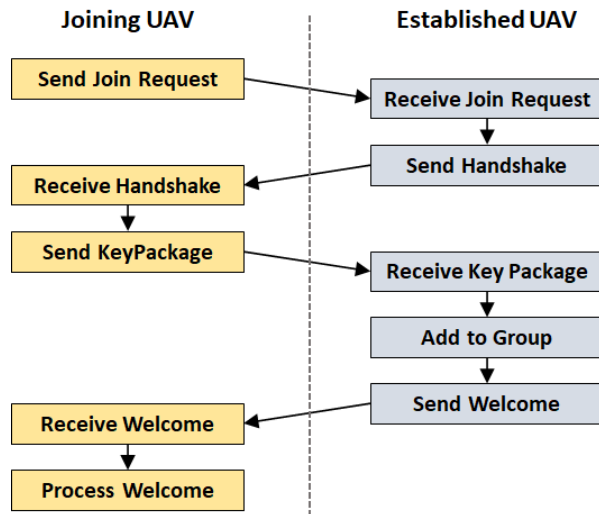 Joining UAV
Established UAV
Send Join Request
Receive Join Request
Send Handshake
Receive Handshake
Send KeyPackage
Receive Key Package
Add to Group
Send Welcome
Receive Welcome
Process Welcome